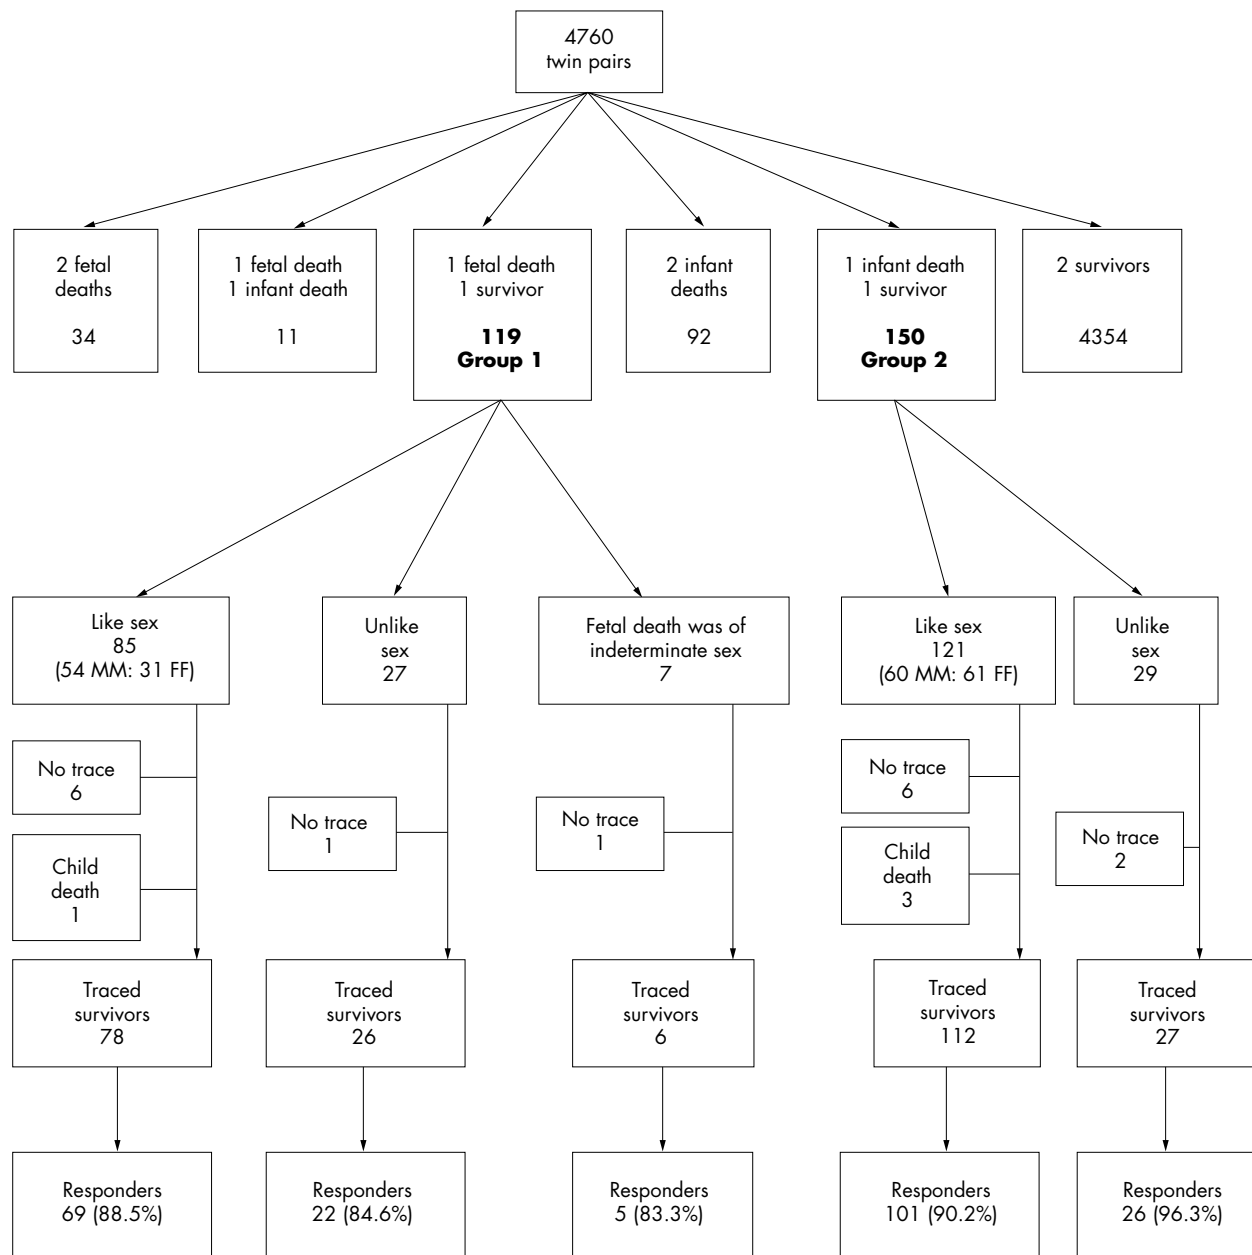 4760
twin pairs
2 fetal
deaths
34
1 fetal death
1 infant death
11
1 fetal death
1 survivor
119
Group 1
2 infant
deaths
92
1 infant death
1 survivor
150
Group 2
2 survivors
4354
Like sex
85
(54 MM: 31 FF)
Unlike
sex
27
Fetal death was of
indeterminate sex
7
Like sex
121
(60 MM: 61 FF)
Unlike
sex
29
No trace
6
Child
death
1
No trace
1
No trace
1
No trace
6
Child
death
3
No trace
2
Traced
survivors
78
Traced
survivors
26
Traced
survivors
6
Traced
survivors
112
Traced
survivors
27
Responders
69 (88.5%)
Responders
22 (84.6%)
Responders
5 (83.3%)
Responders
101 (90.2%)
Responders
26 (96.3%)